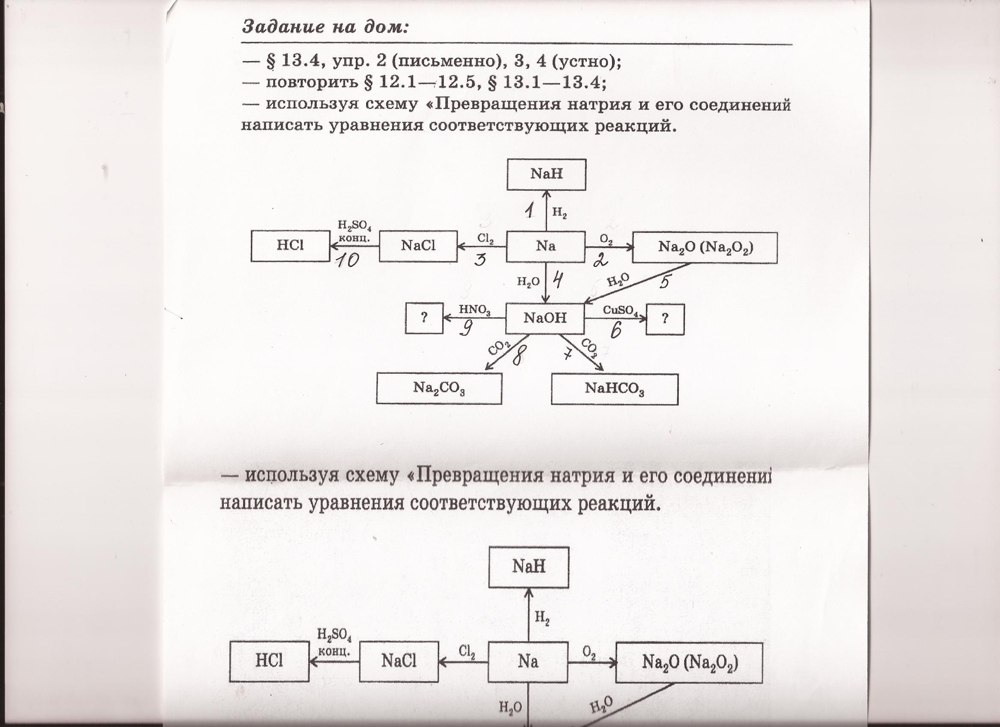 Задание на дом:
— § 13.4, упр. 2 (письменно), 3, 4 (устно);
— повторить § 12.1—12.5, § 13.1—13.4;
— используя схему «Превращения натрия и его соединений
написать уравнения соответствующих реакций.
NaH
1 H₂
H₂SO₄
конц.
HCl
10
NaCl
Cl₂
3
Na
O₂
2
Na₂O (Na₂O₂)
H₂O 4
H₂O 5
?
HNO₃
9
NaOH
CuSO₄
6
?
CO₂ 8
7 CO₂
Na₂CO₃
NaHCO₃
— используя схему «Превращения натрия и его соединений
написать уравнения соответствующих реакций.
NaH
H₂
H₂SO₄
конц.
HCl
NaCl
Cl₂
Na
O₂
Na₂O (Na₂O₂)
H₂O
H₂O